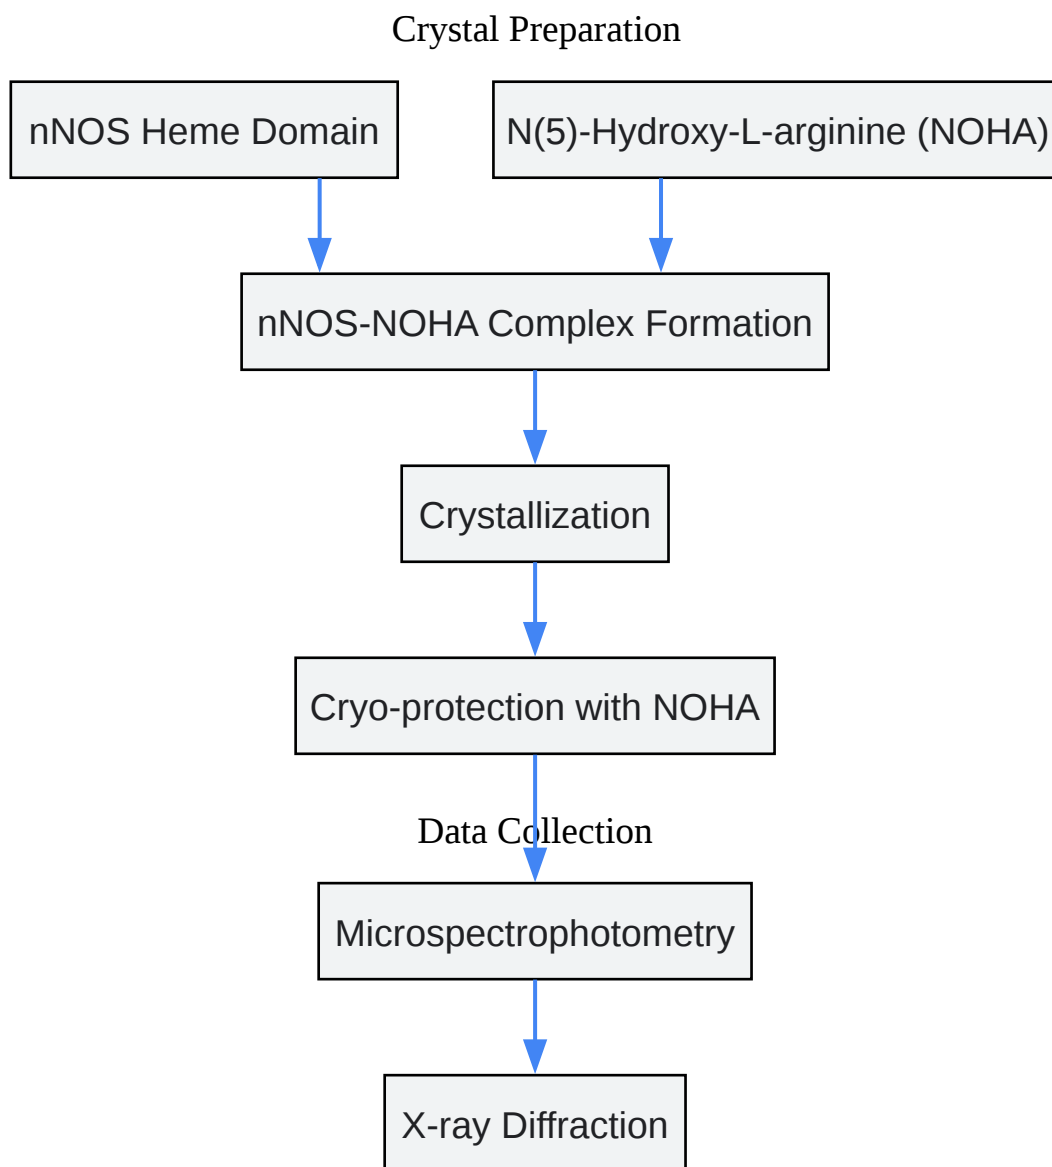 Crystal Preparation
nNOS Heme Domain
N(5)-Hydroxy-L-arginine (NOHA)
nNOS-NOHA Complex Formation
Crystallization
Cryo-protection with NOHA
Data Collection
Microspectrophotometry
X-ray Diffraction